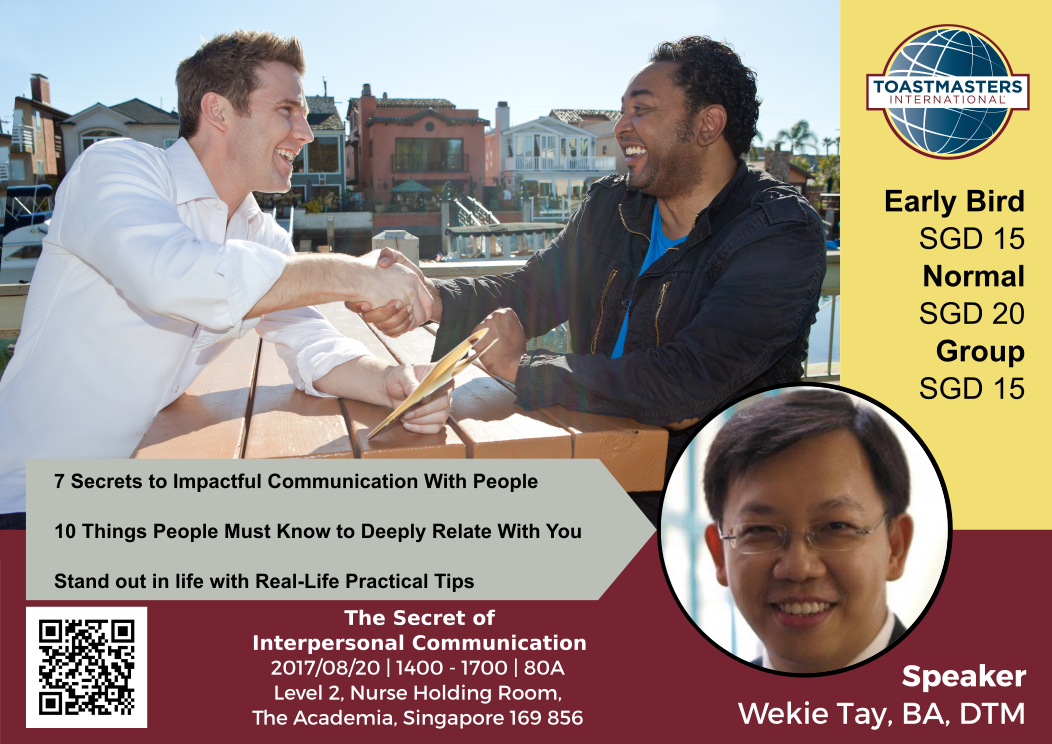 TOASTMASTERS
INTERNATIONAL
Early Bird
SGD 15
Normal
SGD 20
Group
SGD 15
7 Secrets to Impactful Communication With People
10 Things People Must Know to Deeply Relate With You
Stand out in life with Real-Life Practical Tips
The Secret of
Interpersonal Communication
2017/08/20 | 1400 - 1700 | 80A
Level 2, Nurse Holding Room,
The Academia, Singapore 169 856
Speaker
Wekie Tay, BA, DTM